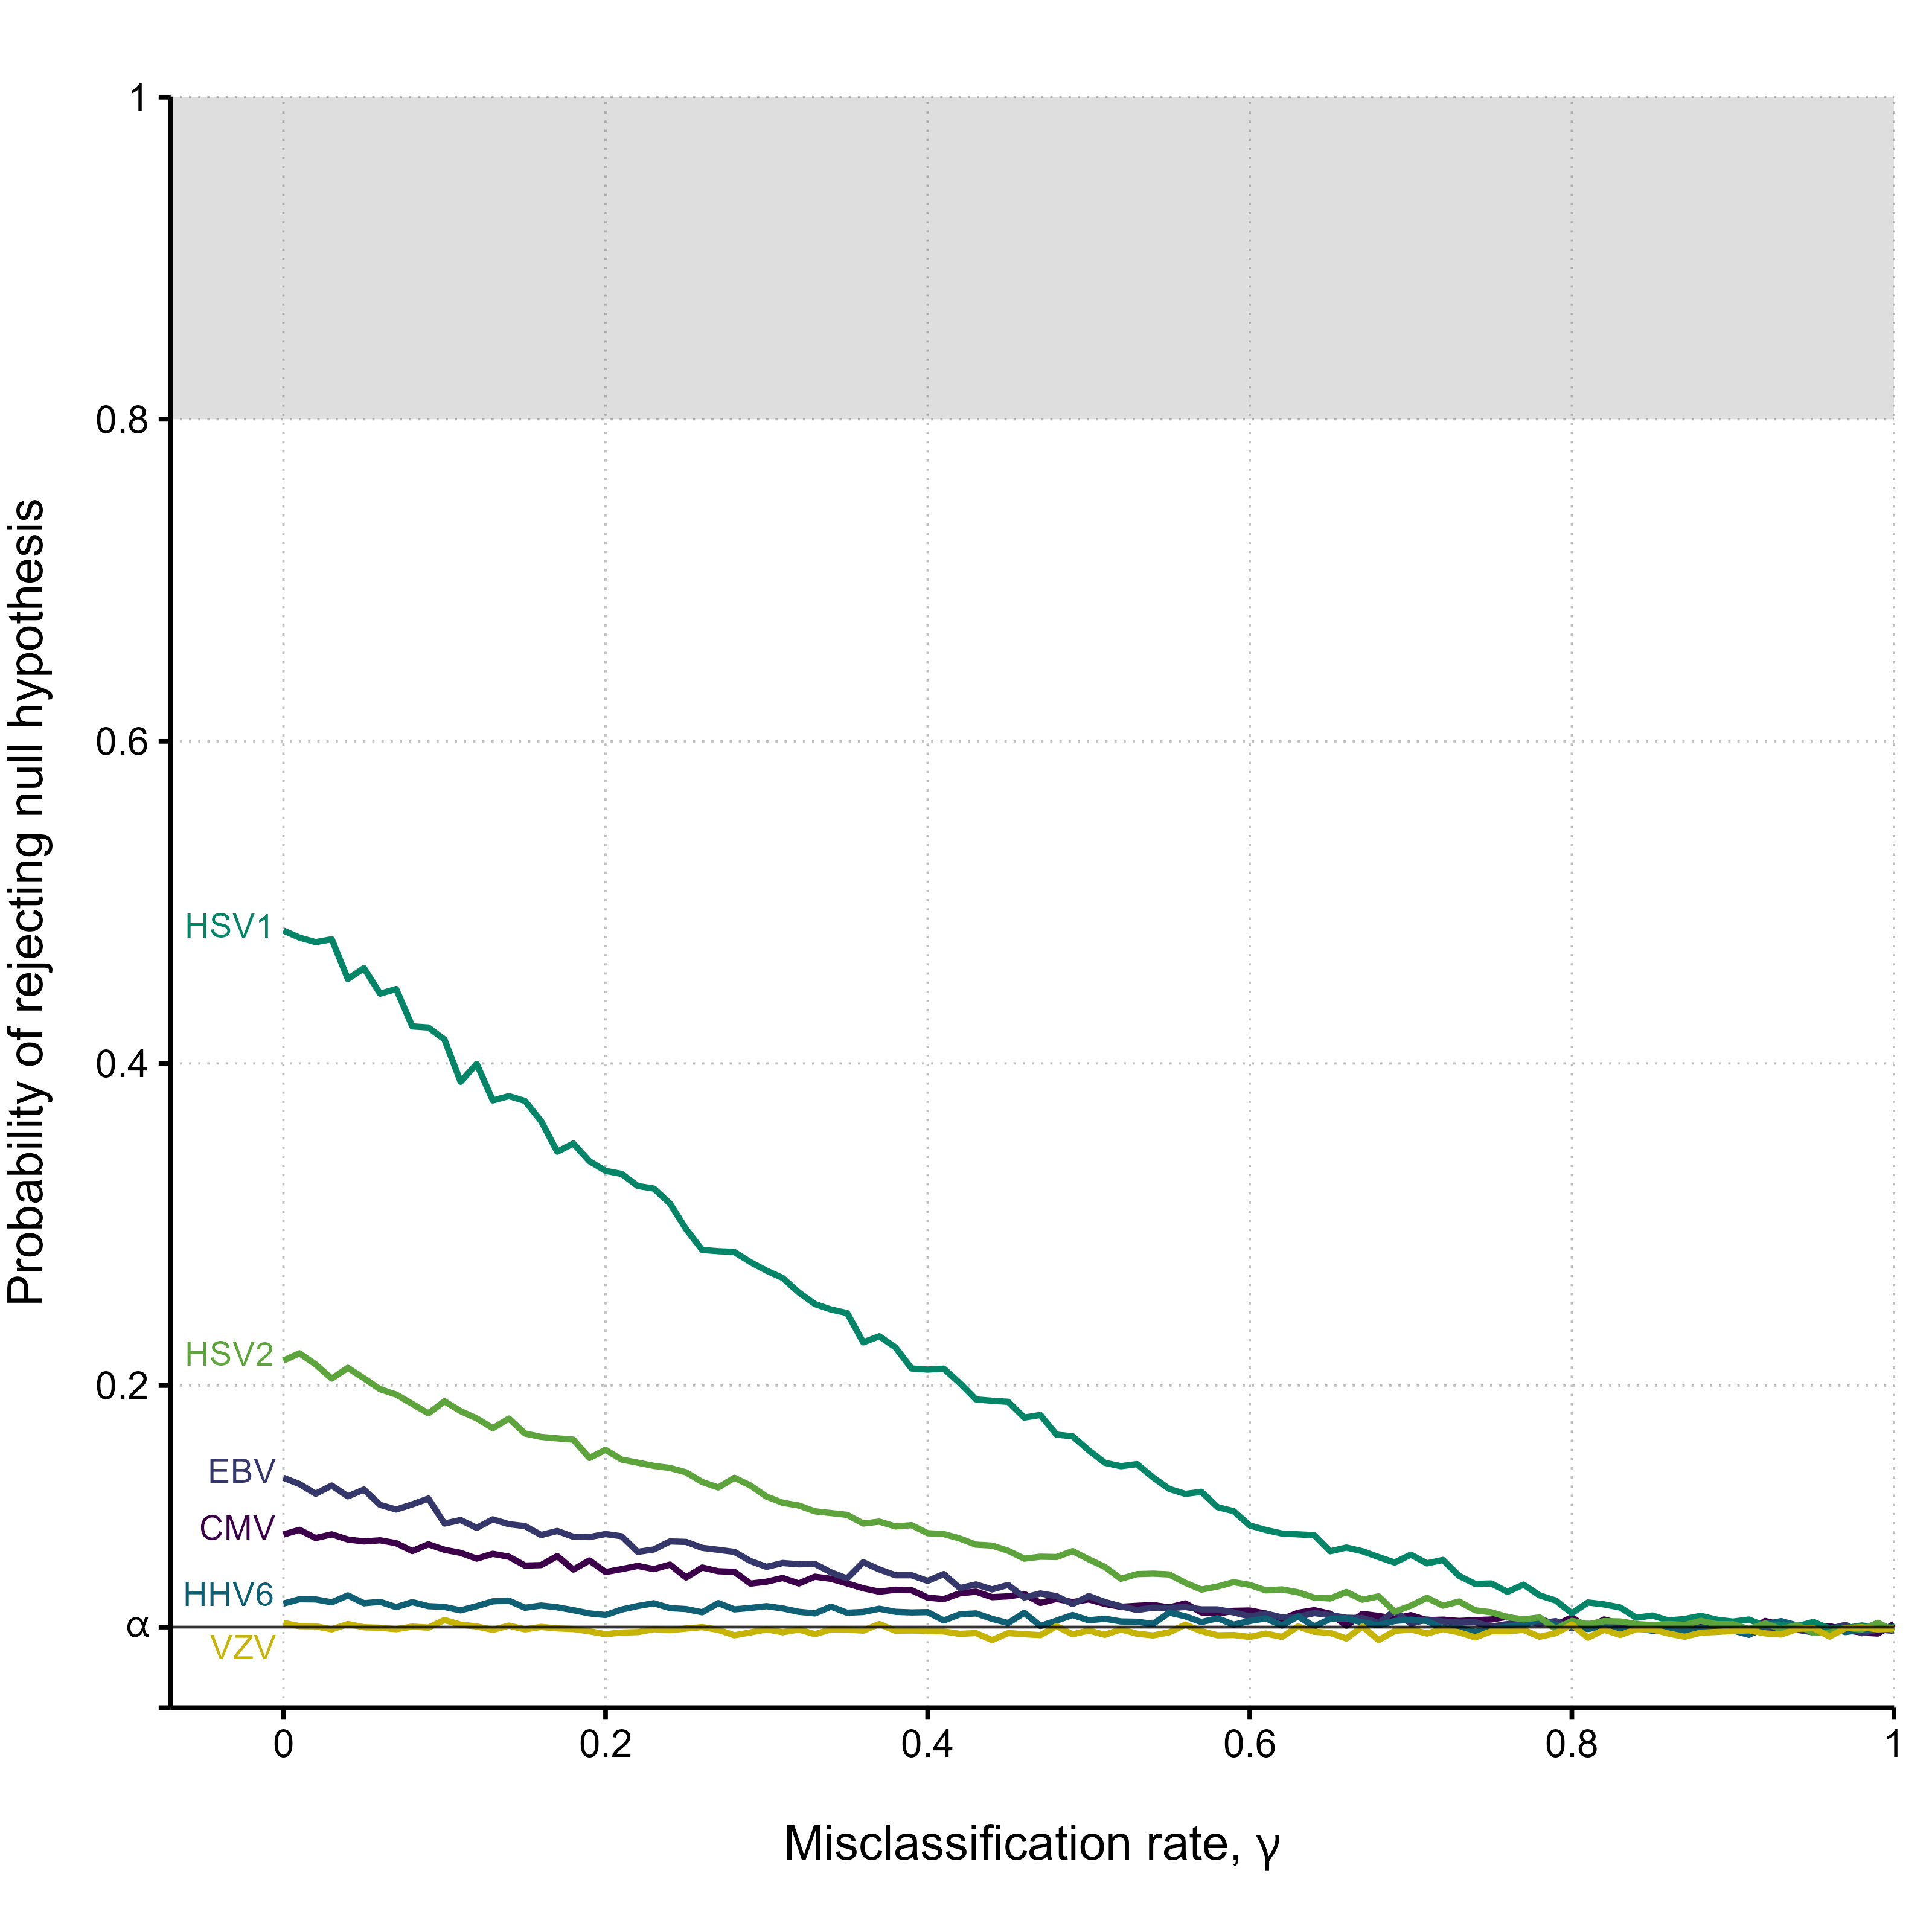 1
0.8
0.6
0.4
0.2
α
Probability of rejecting null hypothesis
HSV1
HSV2
EBV
CMV
HHV6
VZV
0 0.2 0.4 0.6 0.8 1
Misclassification rate, γ